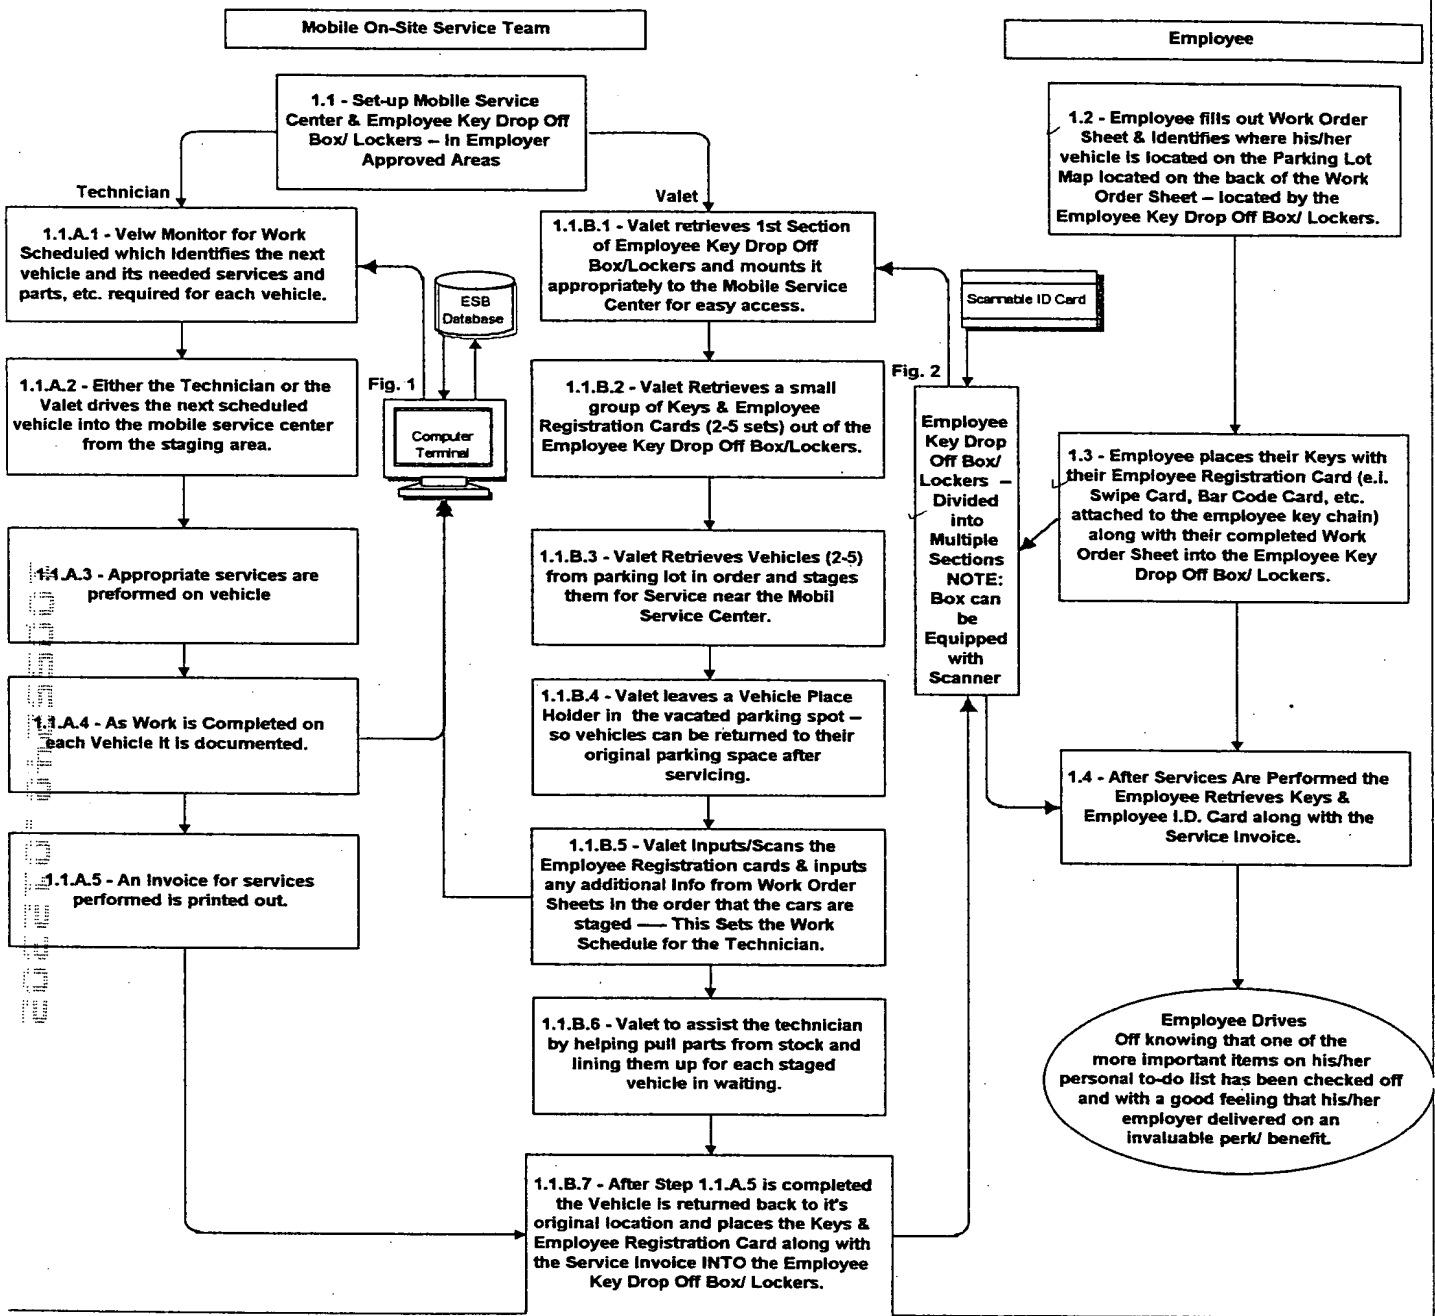 Mobile On-Site Service Team
Employee
1.1 - Set-up Mobile Service
Center & Employee Key Drop Off
Box/ Lockers – In Employer
Approved Areas
Technician
Valet
1.1.A.1 - Veiw Monitor for Work
Scheduled which Identifies the next
vehicle and its needed services and
parts, etc. required for each vehicle.
1.1.A.2 - Either the Technician or the
Valet drives the next scheduled
vehicle into the mobile service center
from the staging area.
1.1.A.3 - Appropriate services are
preformed on vehicle
1.1.A.4 - As Work is Completed on
each Vehicle it is documented.
1.1.A.5 - An Invoice for services
performed is printed out.
ESB
Database
Fig. 1
Computer
Terminal
1.1.B.1 - Valet retrieves 1st Section
of Employee Key Drop Off
Box/Lockers and mounts it
appropriately to the Mobile Service
Center for easy access.
1.1.B.2 - Valet Retrieves a small
group of Keys & Employee
Registration Cards (2-5 sets) out of the
Employee Key Drop Off Box/Lockers.
1.1.B.3 - Valet Retrieves Vehicles (2-5)
from parking lot in order and stages
them for Service near the Mobil
Service Center.
1.1.B.4 - Valet leaves a Vehicle Place
Holder in the vacated parking spot –
so vehicles can be returned to their
original parking space after
servicing.
1.1.B.5 - Valet Inputs/Scans the
Employee Registration cards & inputs
any additional Info from Work Order
Sheets in the order that the cars are
staged –– This Sets the Work
Schedule for the Technician.
1.1.B.6 - Valet to assist the technician
by helping pull parts from stock and
lining them up for each staged
vehicle in waiting.
1.1.B.7 - After Step 1.1.A.5 is completed
the Vehicle is returned back to it's
original location and places the Keys &
Employee Registration Card along with
the Service Invoice INTO the Employee
Key Drop Off Box/ Lockers.
Scannable ID Card
Fig. 2
Employee
Key Drop
Off Box/
Lockers –
Divided
into
Multiple
Sections
NOTE:
Box can
be
Equipped
with
Scanner
1.2 - Employee fills out Work Order
Sheet & Identifies where his/her
vehicle is located on the Parking Lot
Map located on the back of the Work
Order Sheet – located by the
Employee Key Drop Off Box/ Lockers.
1.3 - Employee places their Keys with
their Employee Registration Card (e.i.
Swipe Card, Bar Code Card, etc.
attached to the employee key chain)
along with their completed Work
Order Sheet into the Employee Key
Drop Off Box/ Lockers.
1.4 - After Services Are Performed the
Employee Retrieves Keys &
Employee I.D. Card along with the
Service Invoice.
Employee Drives
Off knowing that one of the
more important items on his/her
personal to-do list has been checked off
and with a good feeling that his/her
employer delivered on an
invaluable perk/ benefit.